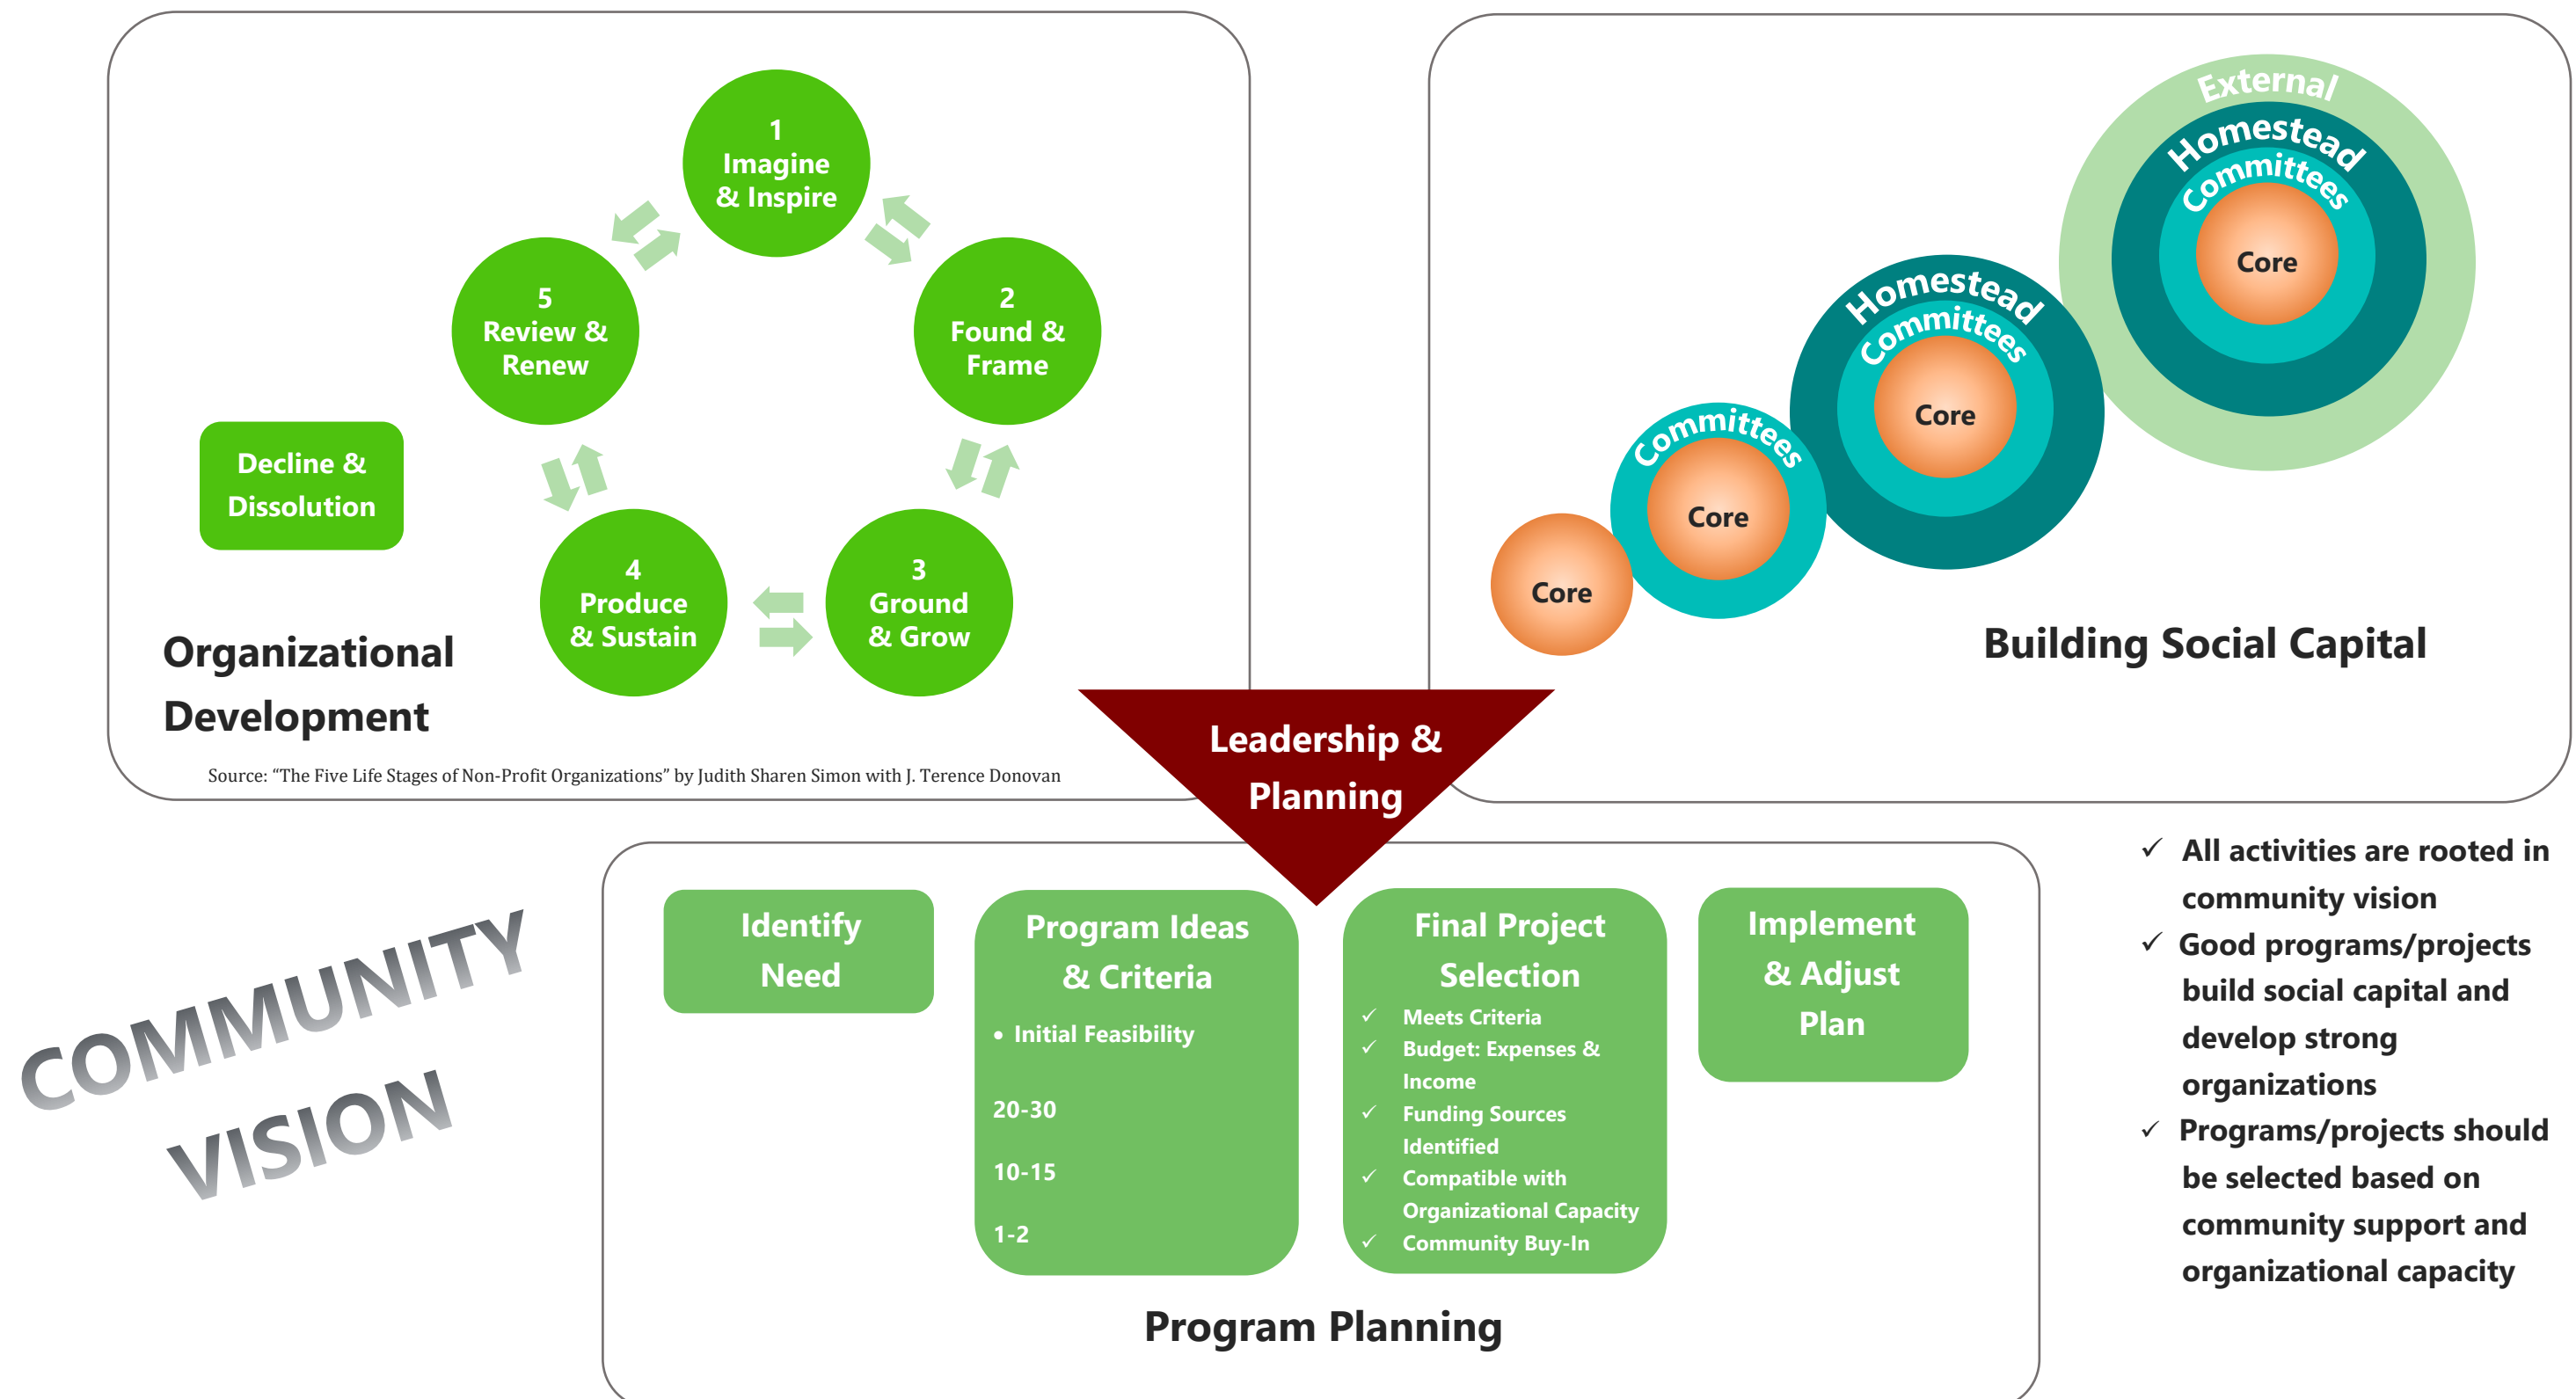 1
Imagine
& Inspire
2
Found &
Frame
3
Ground
& Grow
4
Produce
& Sustain
5
Review &
Renew
Decline &
Dissolution
Organizational
Development
Source: “The Five Life Stages of Non-Profit Organizations” by Judith Sharen Simon with J. Terence Donovan
Core
Committees
Core
Homestead
Committees
Core
External
Homestead
Committees
Core
Building Social Capital
Leadership &
Planning
COMMUNITY
VISION
Identify
Need
Program Ideas
& Criteria
• Initial Feasibility
20-30
10-15
1-2
Final Project
Selection
✓ Meets Criteria
✓ Budget: Expenses &
Income
✓ Funding Sources
Identified
✓ Compatible with
Organizational Capacity
✓ Community Buy-In
Implement
& Adjust
Plan
Program Planning
✓ All activities are rooted in
community vision
✓ Good programs/projects
build social capital and
develop strong
organizations
✓ Programs/projects should
be selected based on
community support and
organizational capacity